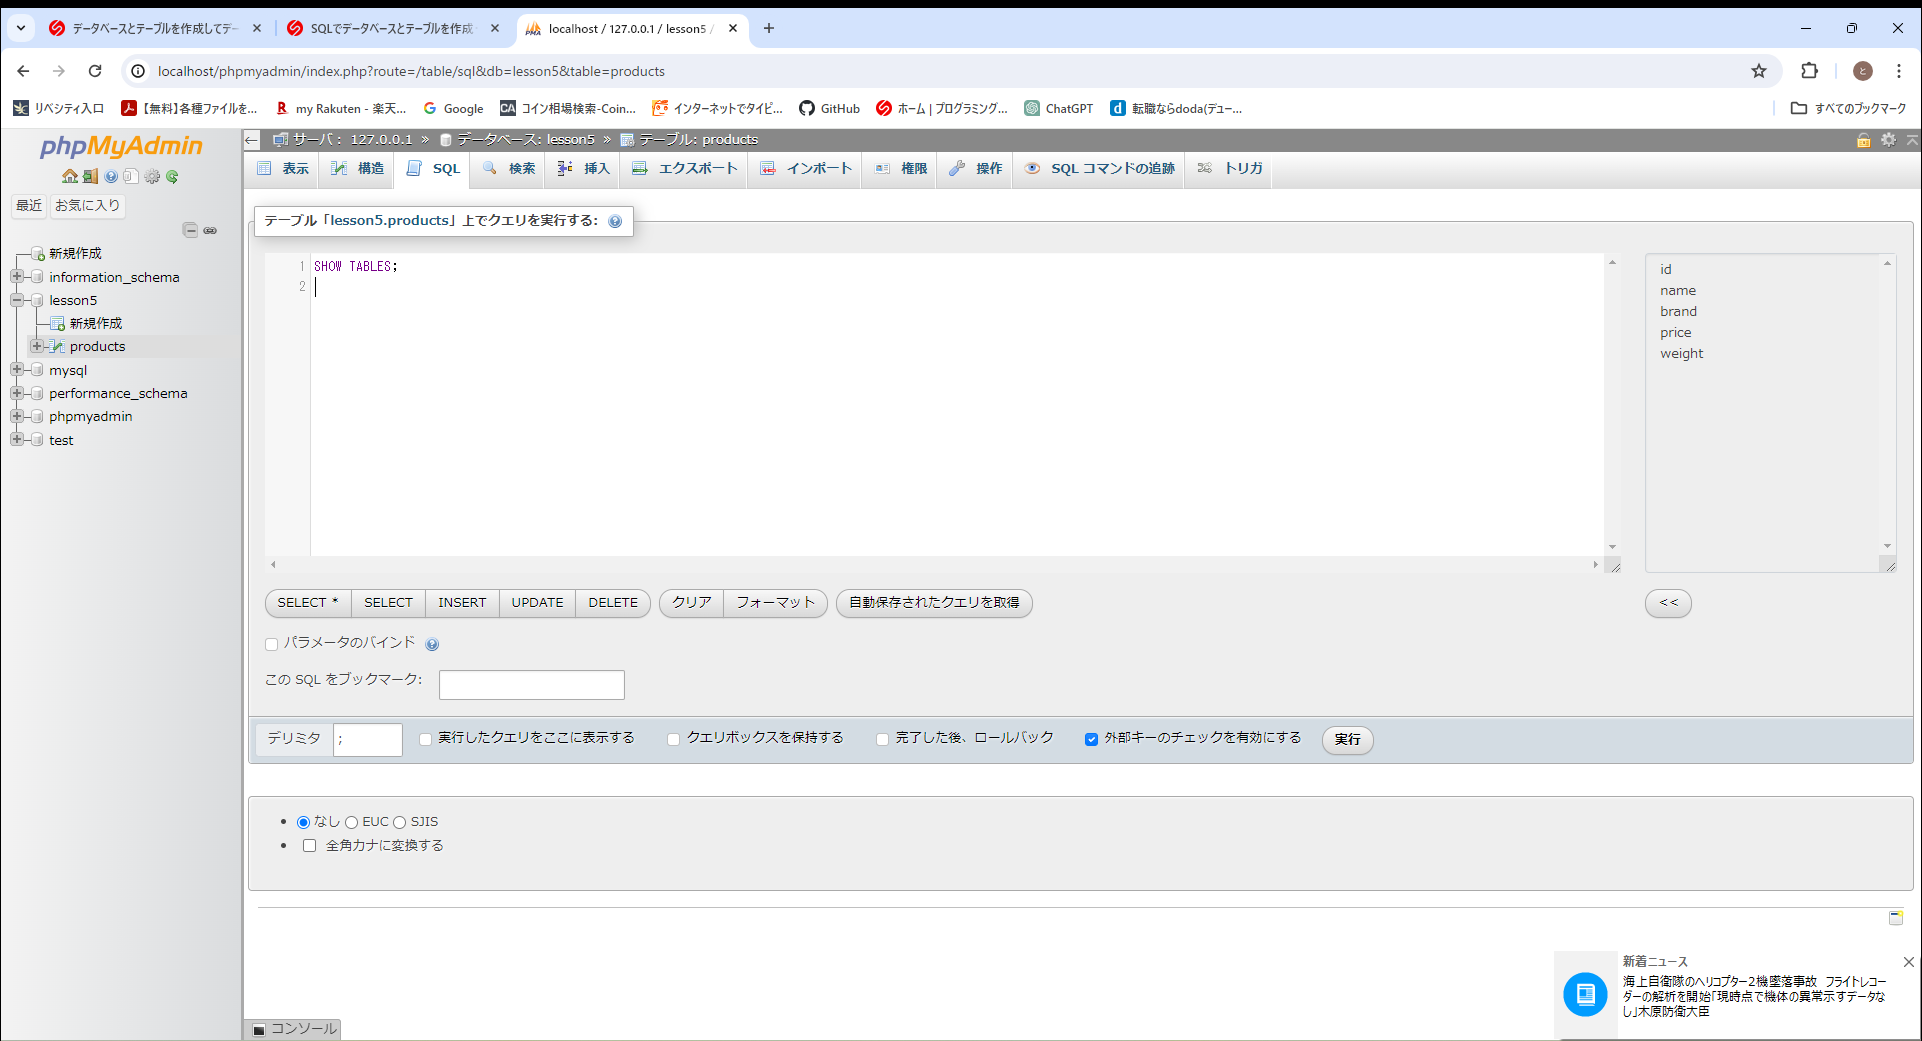 データベースとテーブルを作成してデー
SQLでデータベースとテーブルを作成
localhost / 127.0.0.1 / lesson5 /
localhost/phpmyadmin/index.php?route=/table/sql&db=lesson5&table=products
と
リベシティ入口
【無料】各種ファイルを...
my Rakuten - 楽天...
Google
コイン相場検索-Coin...
インターネットでタイピ...
GitHub
ホーム | プログラミング...
ChatGPT
転職ならdoda(デュー...
すべてのブックマーク
phpMyAdmin
最近
お気に入り
新規作成
information_schema
lesson5
新規作成
products
mysql
performance_schema
phpmyadmin
test
サーバ： 127.0.0.1 » データベース: lesson5 » テーブル: products
表示
構造
SQL
検索
挿入
エクスポート
インポート
権限
操作
SQL コマンドの追跡
トリガ
テーブル「lesson5.products」上でクエリを実行する:
1 SHOW TABLES;
2
id
name
brand
price
weight
SELECT *
SELECT
INSERT
UPDATE
DELETE
クリア
フォーマット
自動保存されたクエリを取得
<<
パラメータのバインド
この SQL をブックマーク:
デリミタ
;
実行したクエリをここに表示する
クエリボックスを保持する
完了した後、ロールバック
外部キーのチェックを有効にする
実行
なし EUC SJIS
全角カナに変換する
コンソール
新着ニュース
海上自衛隊のヘリコプター2機墜落事故　フライトレコ
ーダーの解析を開始「現時点で機体の異常示すデータな
し」木原防衛大臣